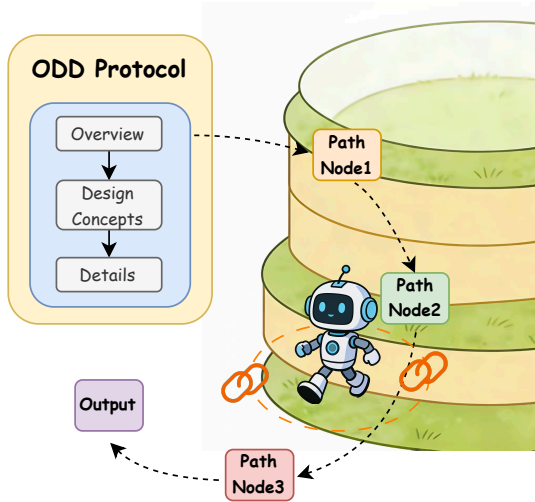 ODD Protocol
Overview
Design
Concepts
Details
Path
Node1
Path
Node2
Output
Path
Node3